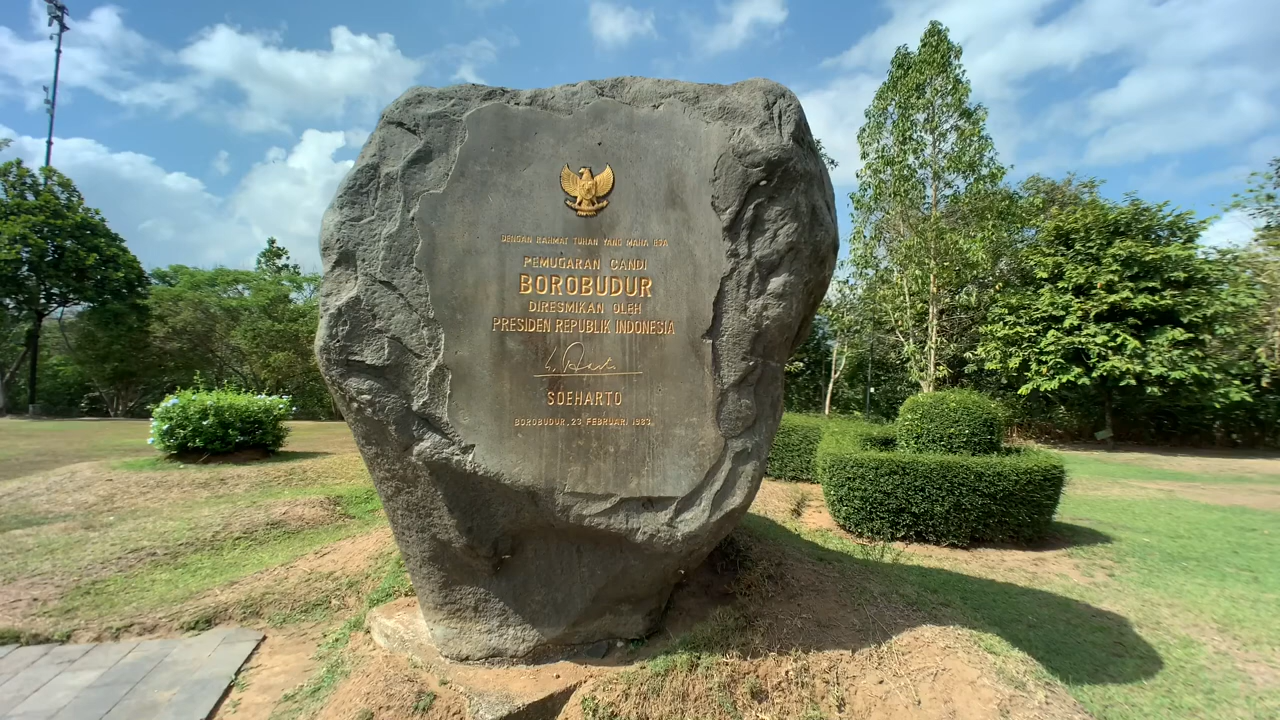 DENGAN RAHMAT TUHAN YANG MAHA ESA
PEMUGARAN CANDI
BOROBUDUR
DIRESMIKAN OLEH
PRESIDEN REPUBLIK INDONESIA
SOEHARTO
BOROBUDUR, 23 FEBRUARI 1983